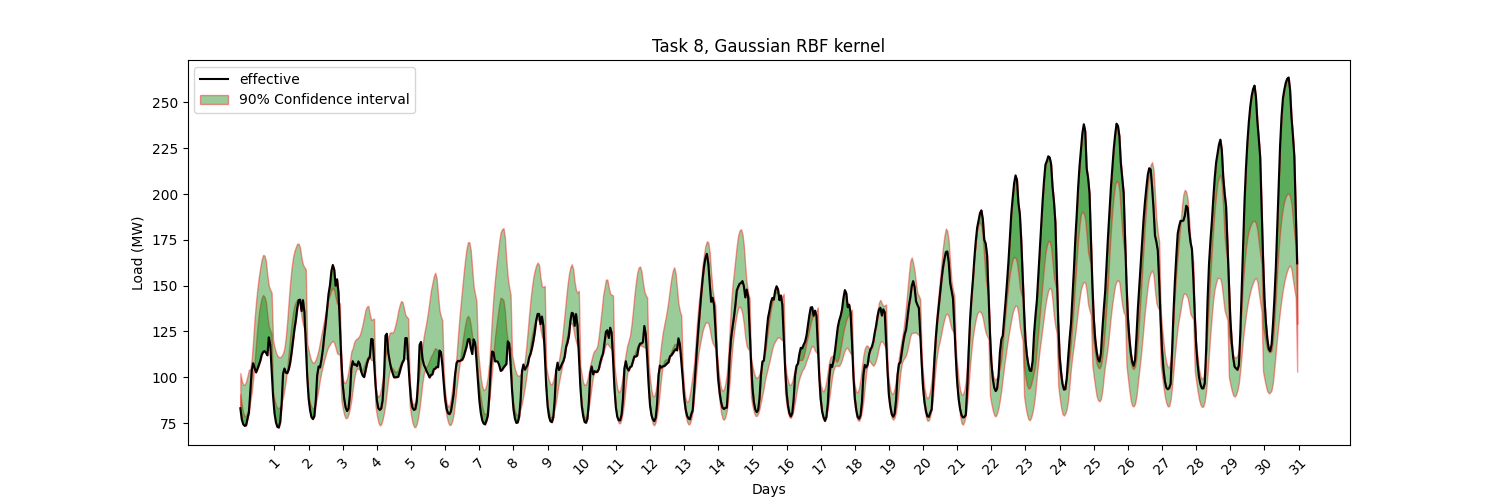 Task 8, Gaussian RBF kernel
effective
90% Confidence interval
Load (MW)
250
225
200
175
150
125
100
75
1 2 3 4 5 6 7 8 9 10 11 12 13 14 15 16 17 18 19 20 21 22 23 24 25 26 27 28 29 30 31
Days